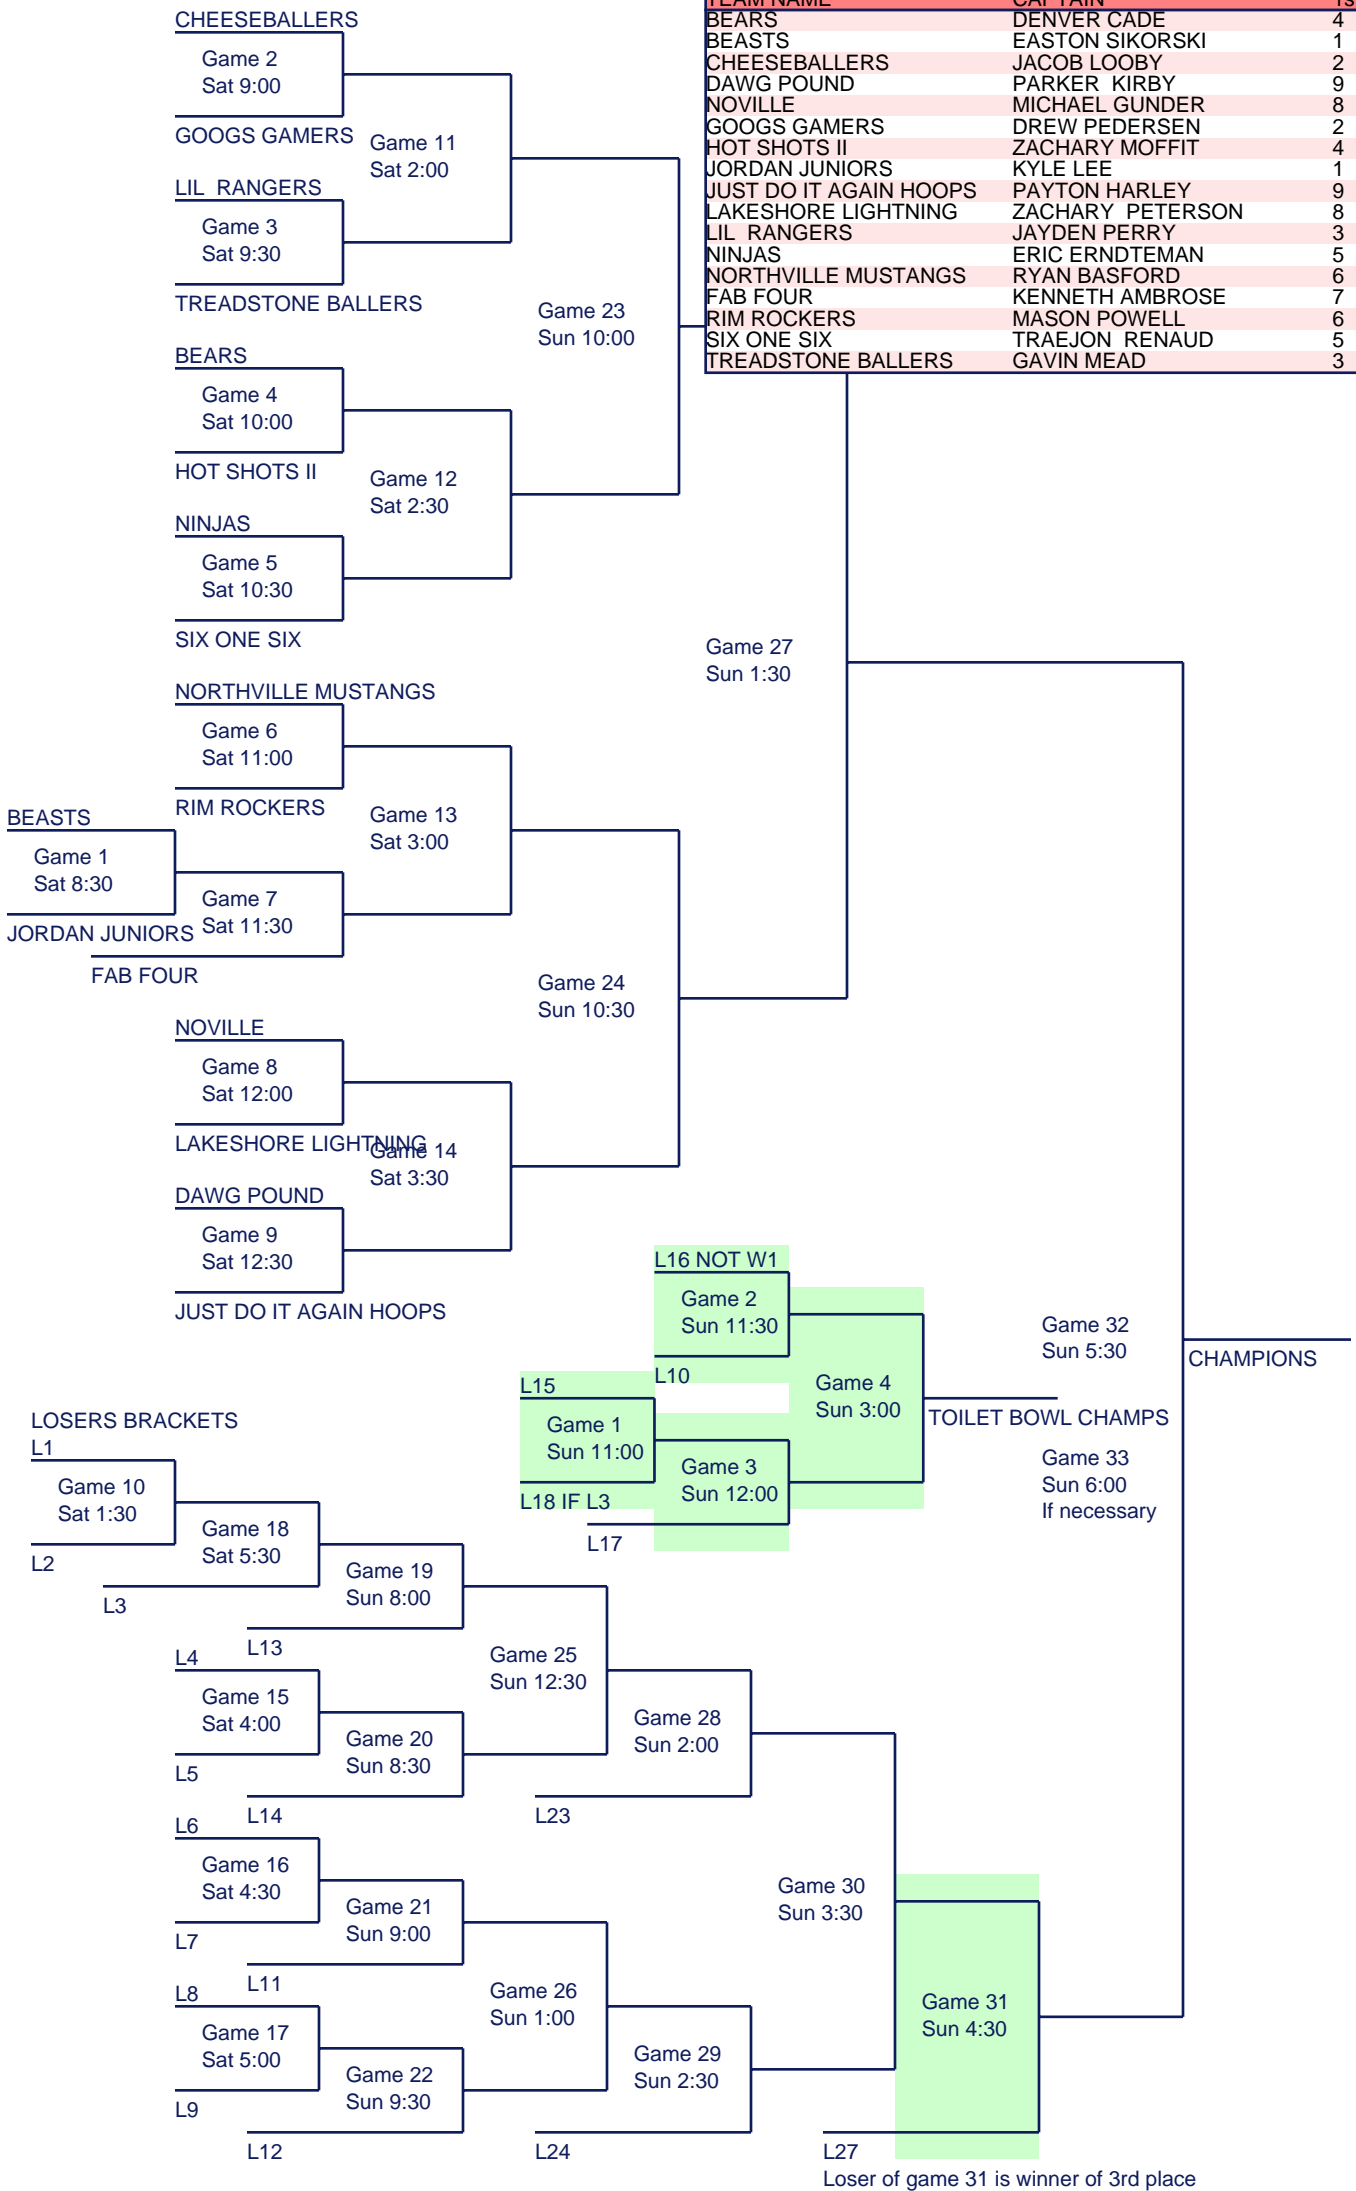 TEAM NAME CAPTAIN 1s
BEARS DENVER CADE 4
BEASTS EASTON SIKORSKI 1
CHEESEBALLERS JACOB LOOBY 2
DAWG POUND PARKER KIRBY 9
NOVILLE MICHAEL GUNDER 8
GOOGS GAMERS DREW PEDERSEN 2
HOT SHOTS II ZACHARY MOFFIT 4
JORDAN JUNIORS KYLE LEE 1
JUST DO IT AGAIN HOOPS PAYTON HARLEY 9
LAKESHORE LIGHTNING ZACHARY PETERSON 8
LIL RANGERS JAYDEN PERRY 3
NINJAS ERIC ERNDTEMAN 5
NORTHVILLE MUSTANGS RYAN BASFORD 6
FAB FOUR KENNETH AMBROSE 7
RIM ROCKERS MASON POWELL 6
SIX ONE SIX TRAEJON RENAUD 5
TREADSTONE BALLERS GAVIN MEAD 3
CHEESEBALLERS
Game 2
Sat 9:00
GOOGS GAMERS
Game 11
Sat 2:00
LIL RANGERS
Game 3
Sat 9:30
TREADSTONE BALLERS
Game 23
Sun 10:00
BEARS
Game 4
Sat 10:00
HOT SHOTS II
Game 12
Sat 2:30
NINJAS
Game 5
Sat 10:30
SIX ONE SIX
Game 27
Sun 1:30
NORTHVILLE MUSTANGS
Game 6
Sat 11:00
RIM ROCKERS
Game 13
Sat 3:00
BEASTS
Game 1
Sat 8:30
JORDAN JUNIORS
Game 7
Sat 11:30
FAB FOUR
Game 24
Sun 10:30
NOVILLE
Game 8
Sat 12:00
LAKESHORE LIGHTNING
Game 14
Sat 3:30
DAWG POUND
Game 9
Sat 12:30
JUST DO IT AGAIN HOOPS
L16 NOT W1
Game 2
Sun 11:30
L10
L15
Game 1
Sun 11:00
L18 IF L3
Game 3
Sun 12:00
L17
Game 4
Sun 3:00
TOILET BOWL CHAMPS
Game 32
Sun 5:30
CHAMPIONS
Game 33
Sun 6:00
If necessary
LOSERS BRACKETS
L1
Game 10
Sat 1:30
L2
Game 18
Sat 5:30
L3
Game 19
Sun 8:00
L13
L4
Game 15
Sat 4:00
L5
Game 20
Sun 8:30
L14
Game 25
Sun 12:30
Game 28
Sun 2:00
L23
L6
Game 16
Sat 4:30
L7
Game 21
Sun 9:00
L11
L8
Game 17
Sat 5:00
L9
Game 22
Sun 9:30
L12
Game 26
Sun 1:00
Game 29
Sun 2:30
L24
Game 30
Sun 3:30
Game 31
Sun 4:30
L27
Loser of game 31 is winner of 3rd place